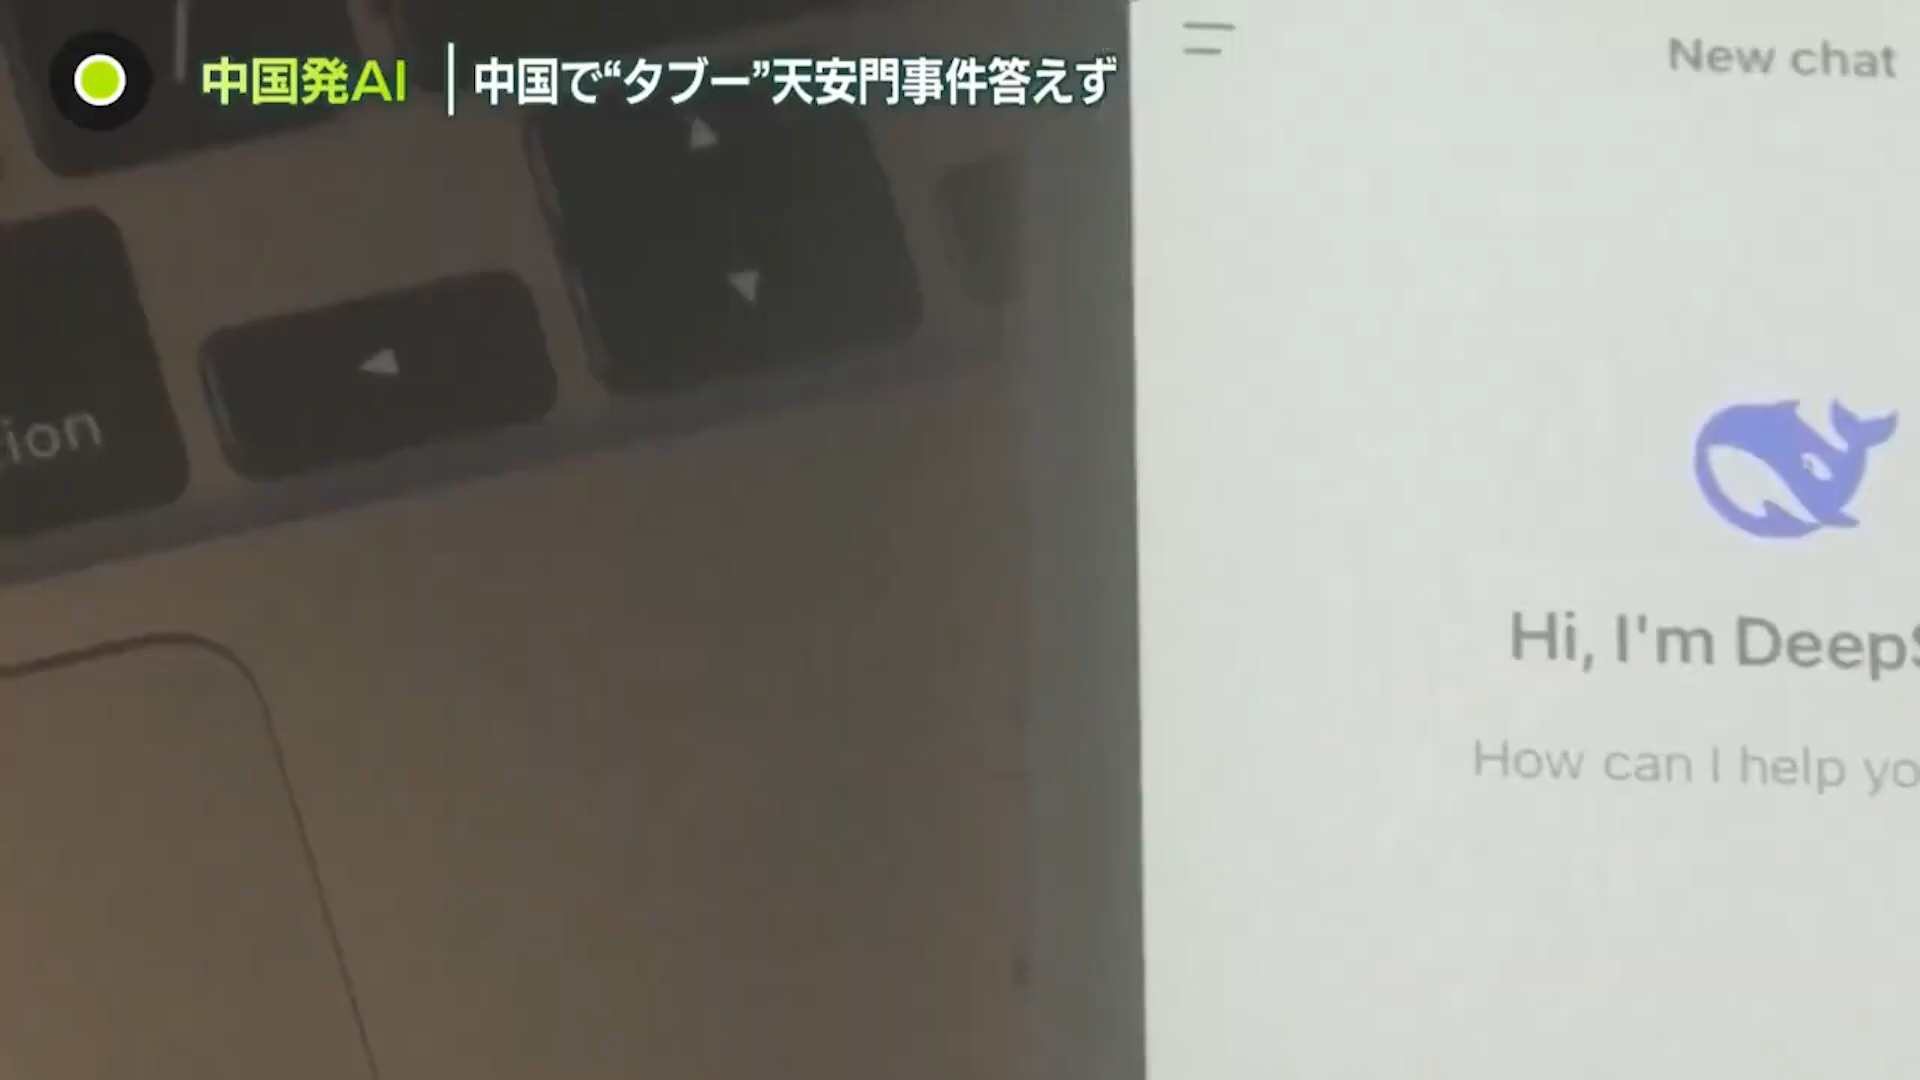 中国発AI
中国で“タブー”天安門事件答えず
New chat
ion
Hi, I'm Deep
How can I help yo